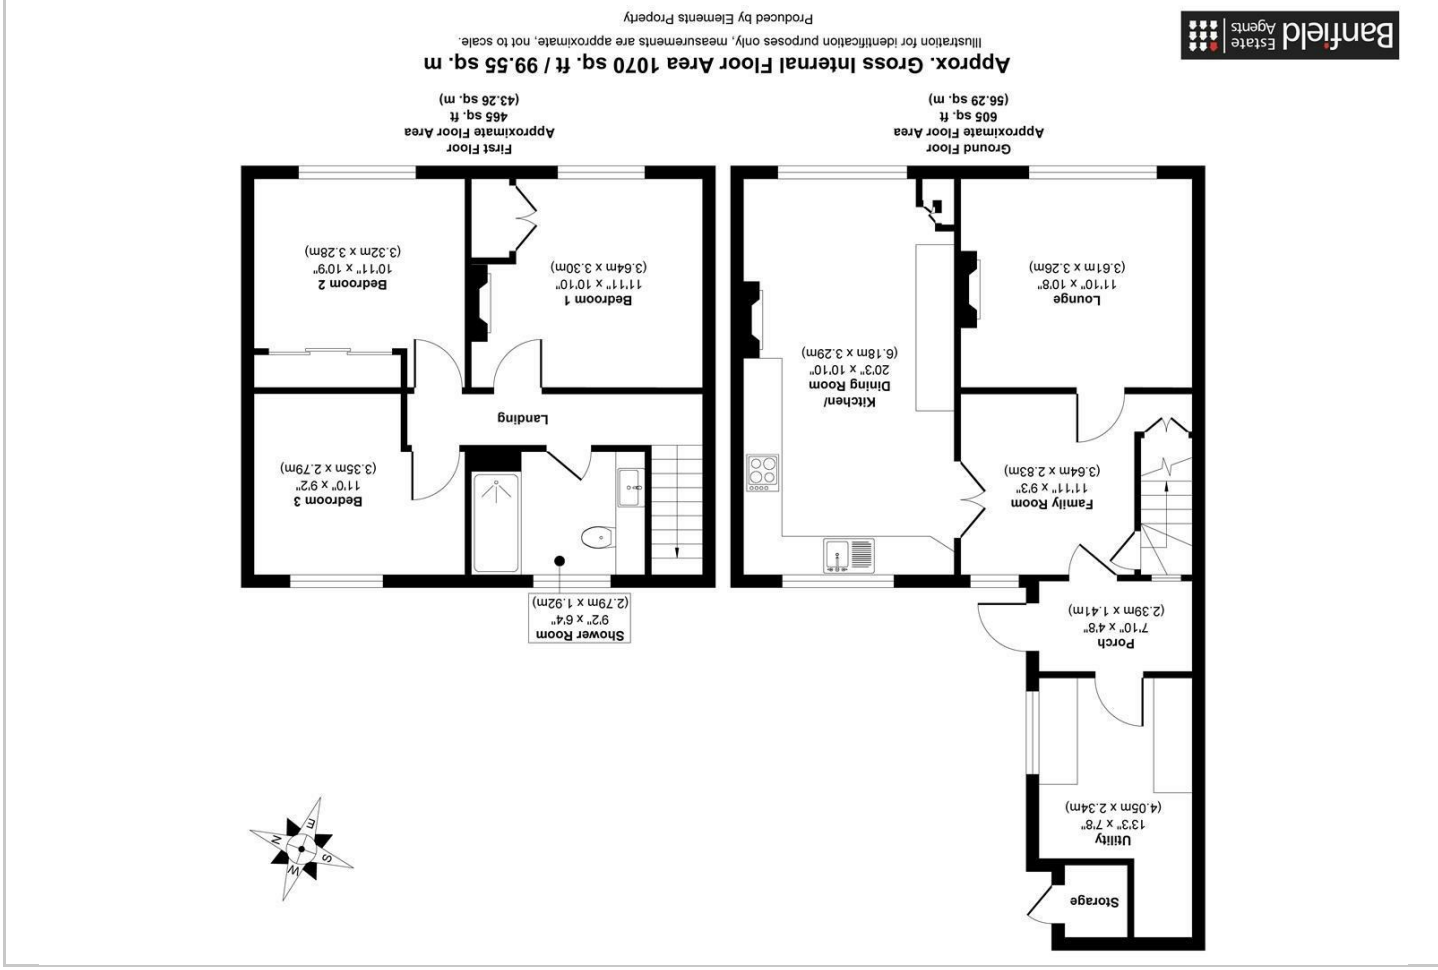 Storage
Utility
13'3" x 7'8"
(4.05m x 2.34m)
Porch
7'10" x 4'8"
(2.39m x 1.41m)
Family Room
11'11" x 9'3"
(3.64m x 2.83m)
Kitchen/
Dining Room
20'3" x 10'10"
(6.18m x 3.29m)
Lounge
11'10" x 10'8"
(3.61m x 3.26m)
Ground Floor
Approximate Floor Area
605 sq. ft
(56.29 sq. m)
W
S
N
E
Shower Room
9'2" x 6'4"
(2.79m x 1.92m)
Bedroom 3
11'0" x 9'2"
(3.35m x 2.79m)
Landing
Bedroom 1
11'11" x 10'10"
(3.64m x 3.30m)
Bedroom 2
10'11" x 10'9"
(3.32m x 3.28m)
First Floor
Approximate Floor Area
465 sq. ft
(43.26 sq. m)
Approx. Gross Internal Floor Area 1070 sq. ft / 99.55 sq. m
Illustration for identification purposes only, measurements are approximate, not to scale.
Produced by Elements Property
Banfield
Estate
Agents